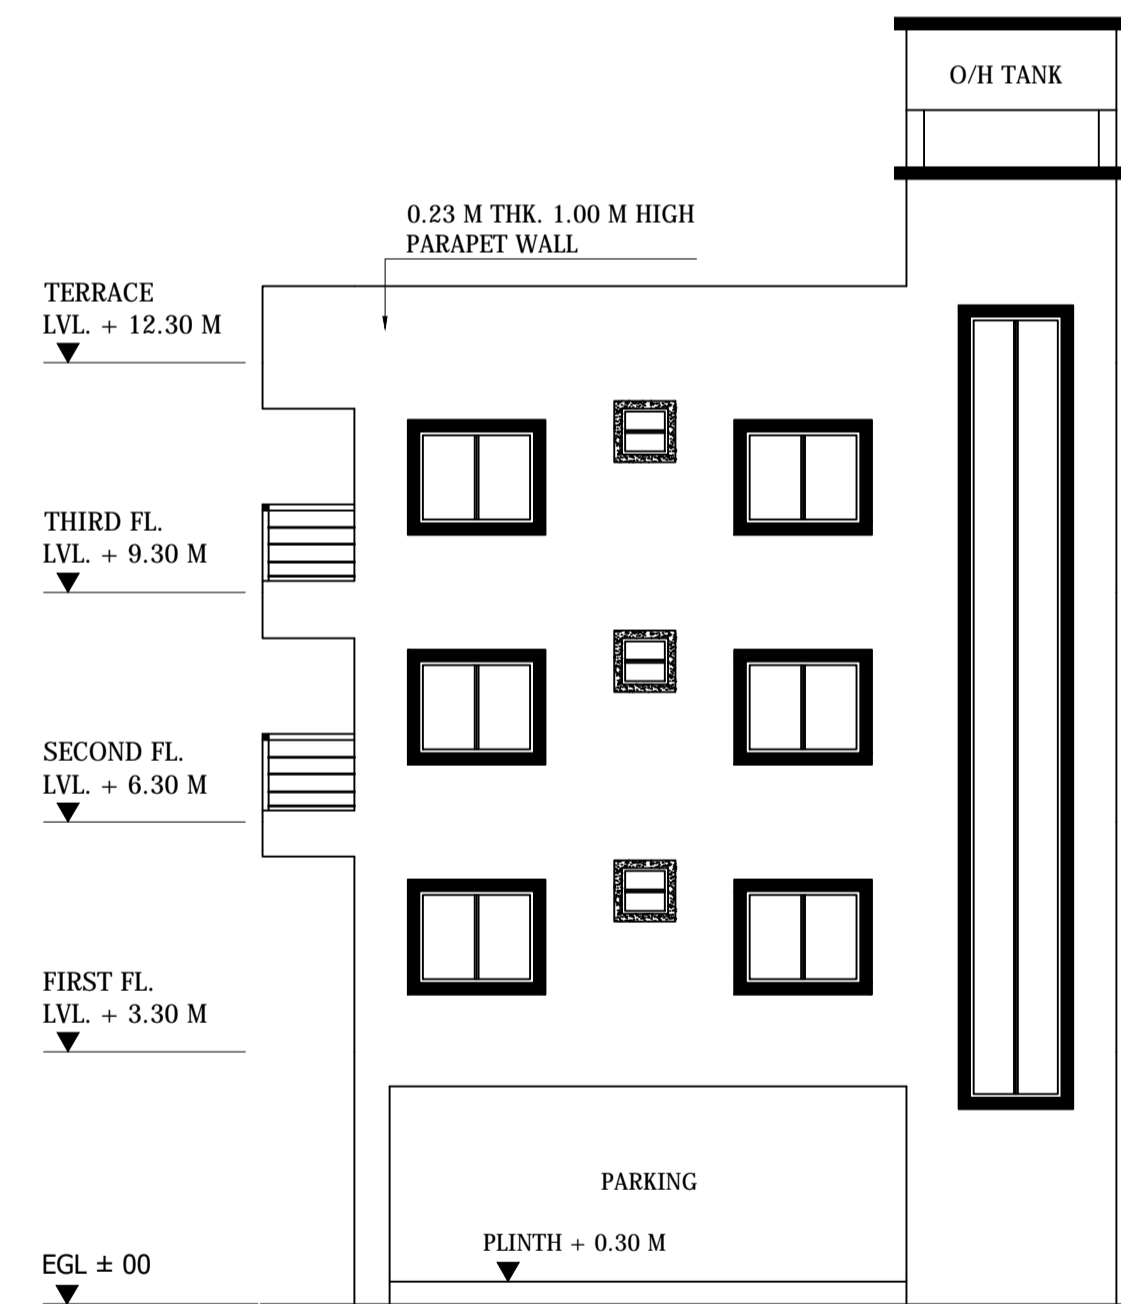 O/H TANK
0.23 M THK. 1.00 M HIGH
PARAPET WALL
TERRACE
LVL. + 12.30 M
THIRD FL.
LVL. + 9.30 M
SECOND FL.
LVL. + 6.30 M
FIRST FL.
LVL. + 3.30 M
PARKING
PLINTH + 0.30 M
EGL ± 00